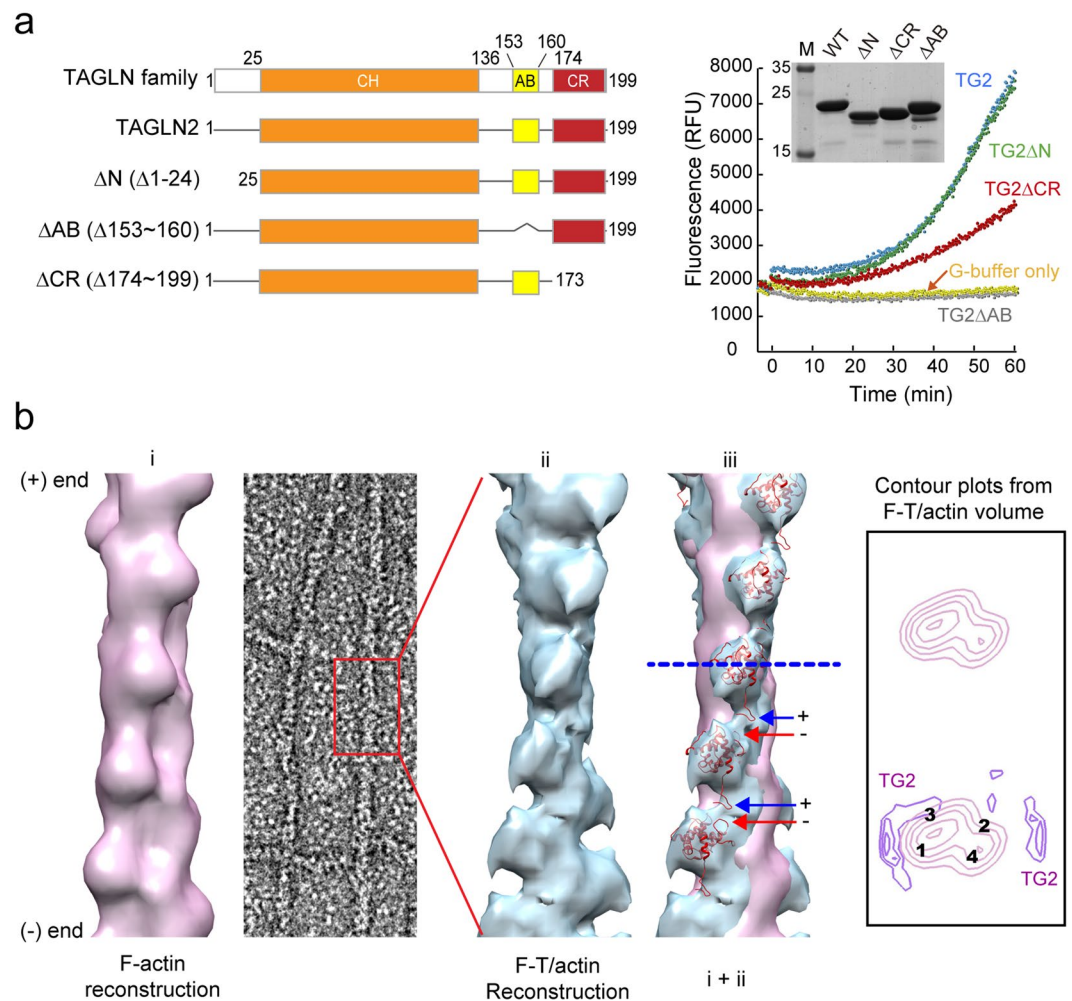 a
153 160
25 136 174
TAGLN family 1 CH AB CR 199
TAGLN2 1 199
ΔN (Δ1-24) 25 199
ΔAB (Δ153~160) 1 199
ΔCR (Δ174~199) 1 173
M WT ΔN ΔCR ΔAB
35
25
15
Fluorescence (RFU)
8000
7000
6000
5000
4000
3000
2000
1000
0
TG2
TG2ΔN
TG2ΔCR
G-buffer only
TG2ΔAB
0 10 20 30 40 50 60
Time (min)
b
i ii iii
(+) end
(-) end
+
-
+
-
Contour plots from
F-T/actin volume
TG2
3 2
1 4
TG2
F-actin
reconstruction
F-T/actin
Reconstruction
i + ii